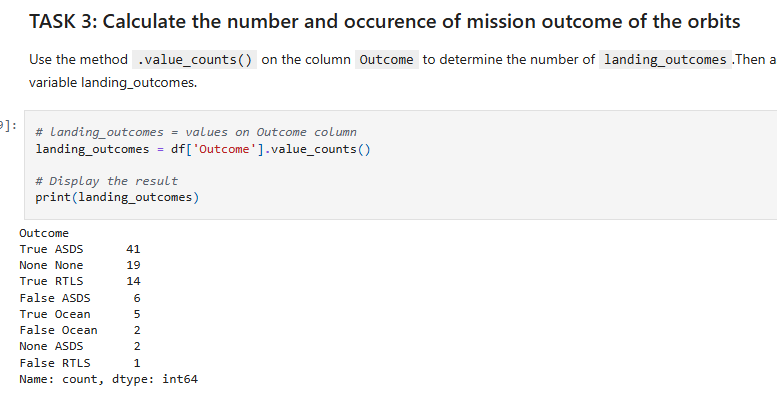 TASK 3: Calculate the number and occurence of mission outcome of the orbits
Use the method .value_counts() on the column Outcome to determine the number of landing_outcomes .Then a
variable landing_outcomes.
9]:
# landing_outcomes = values on Outcome column
landing_outcomes = df['Outcome'].value_counts()
# Display the result
print(landing_outcomes)
Outcome
True ASDS 41
None None 19
True RTLS 14
False ASDS 6
True Ocean 5
False Ocean 2
None ASDS 2
False RTLS 1
Name: count, dtype: int64